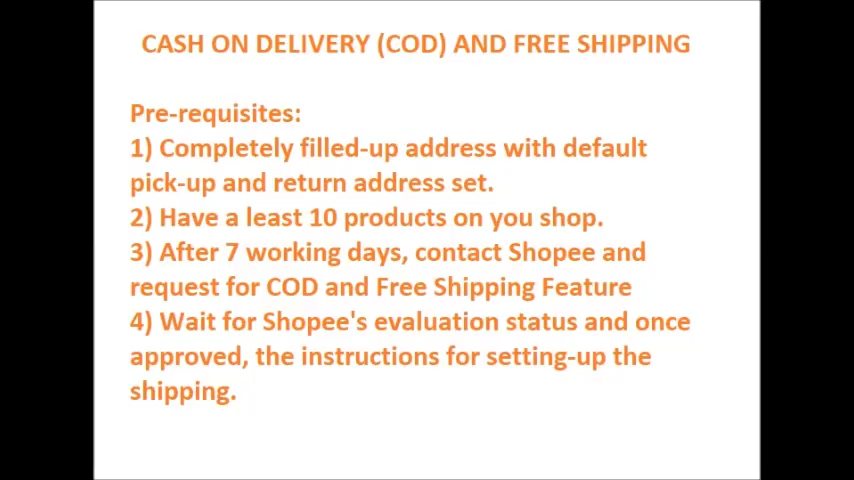 CASH ON DELIVERY (COD) AND FREE SHIPPING
Pre-requisites:
1) Completely filled-up address with default
pick-up and return address set.
2) Have a least 10 products on you shop.
3) After 7 working days, contact Shopee and
request for COD and Free Shipping Feature
4) Wait for Shopee's evaluation status and once
approved, the instructions for setting-up the
shipping.